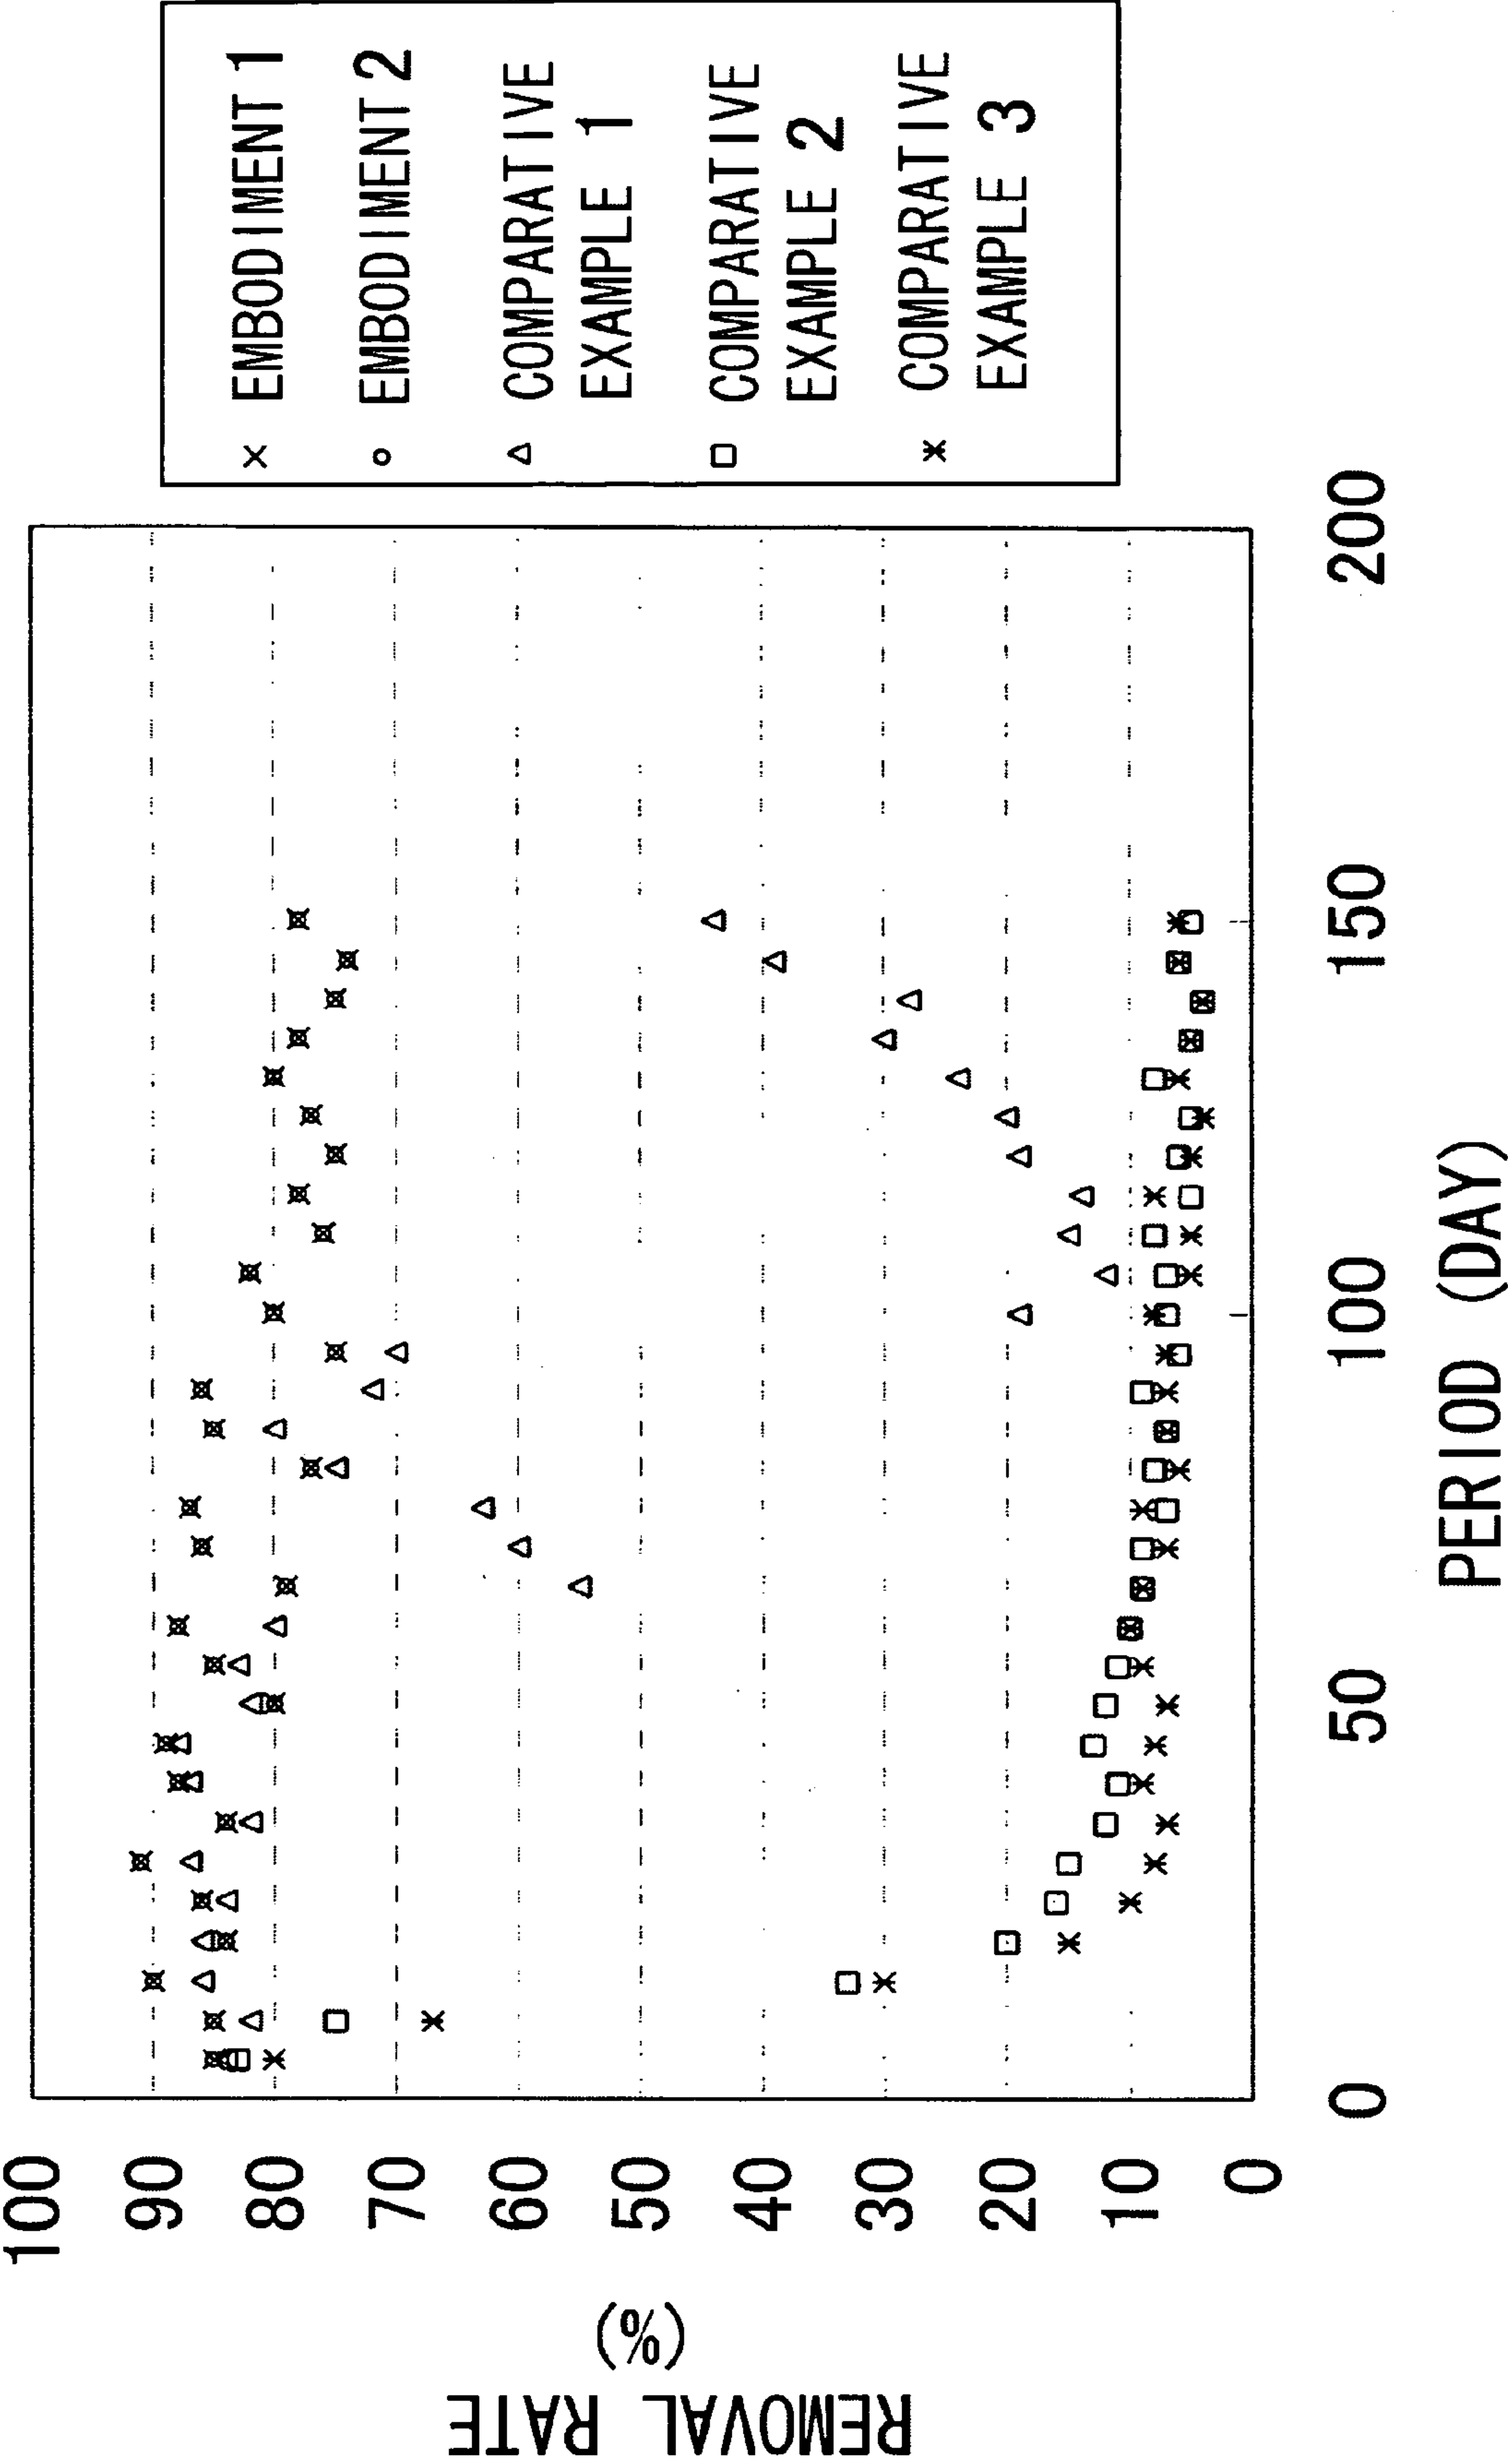 REMOVAL RATE
(%)
100
90
80
70
60
50
40
30
20
10
0
0
50
100
150
200
PERIOD (DAY)
× EMBODIMENT 1
○ EMBODIMENT 2
△ COMPARATIVE
EXAMPLE 1
□ COMPARATIVE
EXAMPLE 2
* COMPARATIVE
EXAMPLE 3